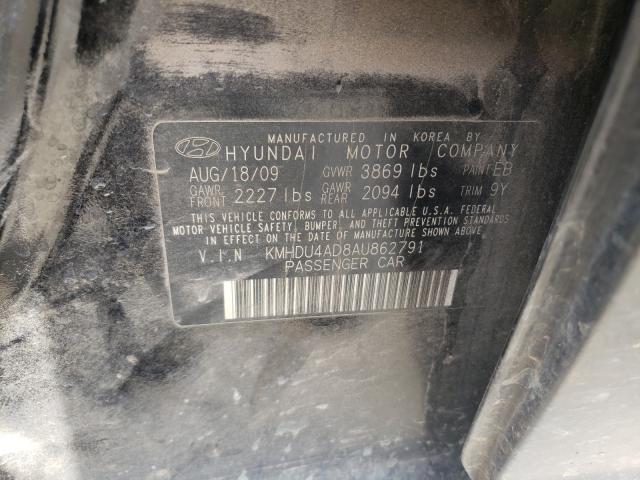 MANUFACTURED IN KOREA BY
HYUNDAI MOTOR COMPANY
AUG/18/09 GVWR 3869 lbs PAINT EB
GAWR FRONT 2227 lbs GAWR REAR 2094 lbs TRIM 9Y
THIS VEHICLE CONFORMS TO ALL APPLICABLE U.S.A. FEDERAL
MOTOR VEHICLE SAFETY, BUMPER, AND THEFT PREVENTION STANDARDS
IN EFFECT ON THE DATE OF MANUFACTURE SHOWN ABOVE.
V.I.N KMHDU4AD8AU862791
PASSENGER CAR